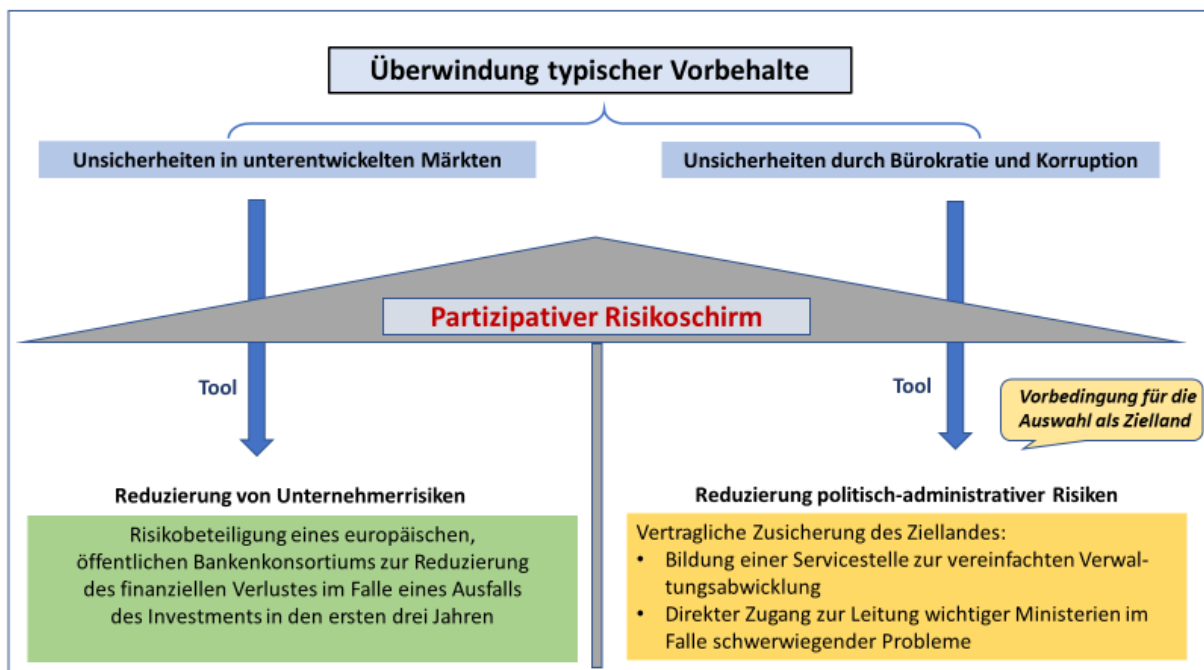 Überwindung typischer Vorbehalte
Unsicherheiten in unterentwickelten Märkten
Unsicherheiten durch Bürokratie und Korruption
Partizipativer Risikoschirm
Tool
Tool
Vorbedingung für die
Auswahl als Zielland
Reduzierung von Unternehmerrisiken
Risikobeteiligung eines europäischen,
öffentlichen Bankenkonsortiums zur Reduzierung
des finanziellen Verlustes im Falle eines Ausfalls
des Investments in den ersten drei Jahren
Reduzierung politisch-administrativer Risiken
Vertragliche Zusicherung des Ziellandes:
• Bildung einer Servicestelle zur vereinfachten Verwal-
tungsabwicklung
• Direkter Zugang zur Leitung wichtiger Ministerien im
Falle schwerwiegender Probleme